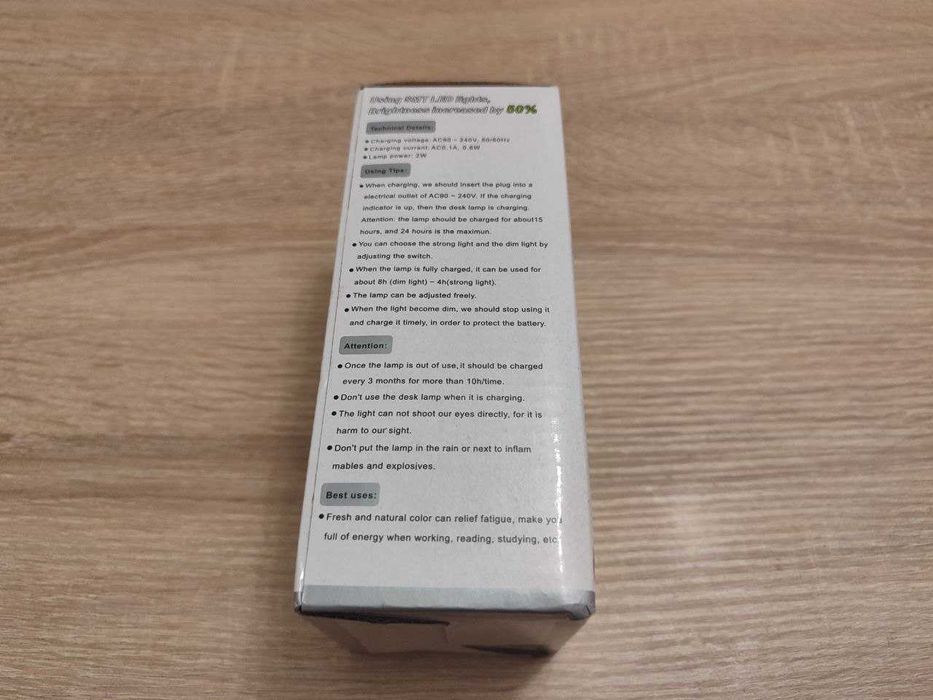 Using SMT LED lights,
Brightness increased by 50%
Technical Details:
● Charging voltage: AC90 ~ 240V, 50/60Hz
● Charging current: AC0.1A, 0.6W
● Lamp power: 2W
Using Tips:
● When charging, we should insert the plug into a
electrical outlet of AC90 ~ 240V. If the charging
indicator is up, then the desk lamp is charging.
Attention: the lamp should be charged for about15
hours, and 24 hours is the maximun.
● You can choose the strong light and the dim light by
adjusting the switch.
● When the lamp is fully charged, it can be used for
about 8h (dim light) ~ 4h(strong light).
● The lamp can be adjusted freely.
● When the light become dim, we should stop using it
and charge it timely, in order to protect the battery.
Attention:
● Once the lamp is out of use, it should be charged
every 3 months for more than 10h/time.
● Don't use the desk lamp when it is charging.
● The light can not shoot our eyes directly, for it is
harm to our sight.
● Don't put the lamp in the rain or next to inflam
mables and explosives.
Best uses:
● Fresh and natural color can relief fatigue, make you
full of energy when working, reading, studying, etc.